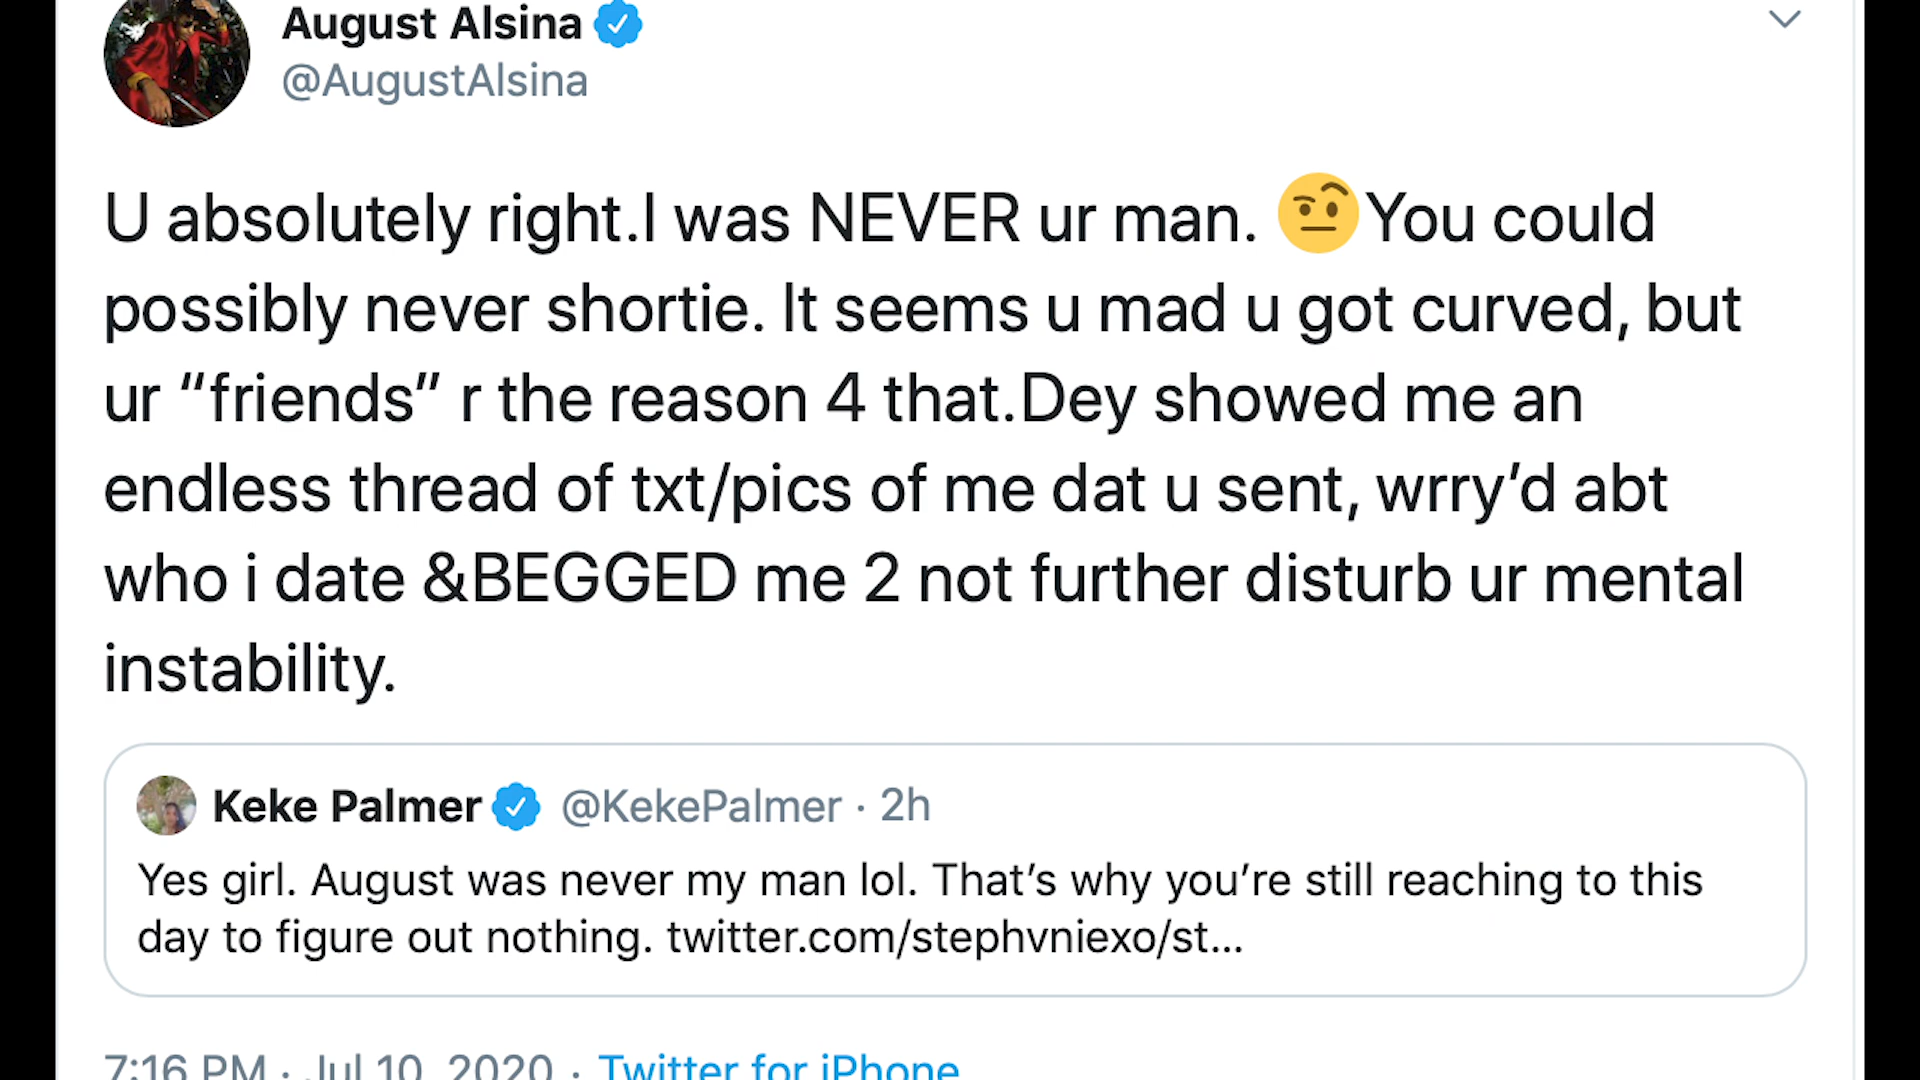 August Alsina
@AugustAlsina
U absolutely right.I was NEVER ur man. 🤨You could
possibly never shortie. It seems u mad u got curved, but
ur “friends” r the reason 4 that.Dey showed me an
endless thread of txt/pics of me dat u sent, wrry’d abt
who i date &BEGGED me 2 not further disturb ur mental
instability.
Keke Palmer @KekePalmer · 2h
Yes girl. August was never my man lol. That’s why you’re still reaching to this
day to figure out nothing. twitter.com/stephvniexo/st...
7:16 PM · Jul 10, 2020 · Twitter for iPhone